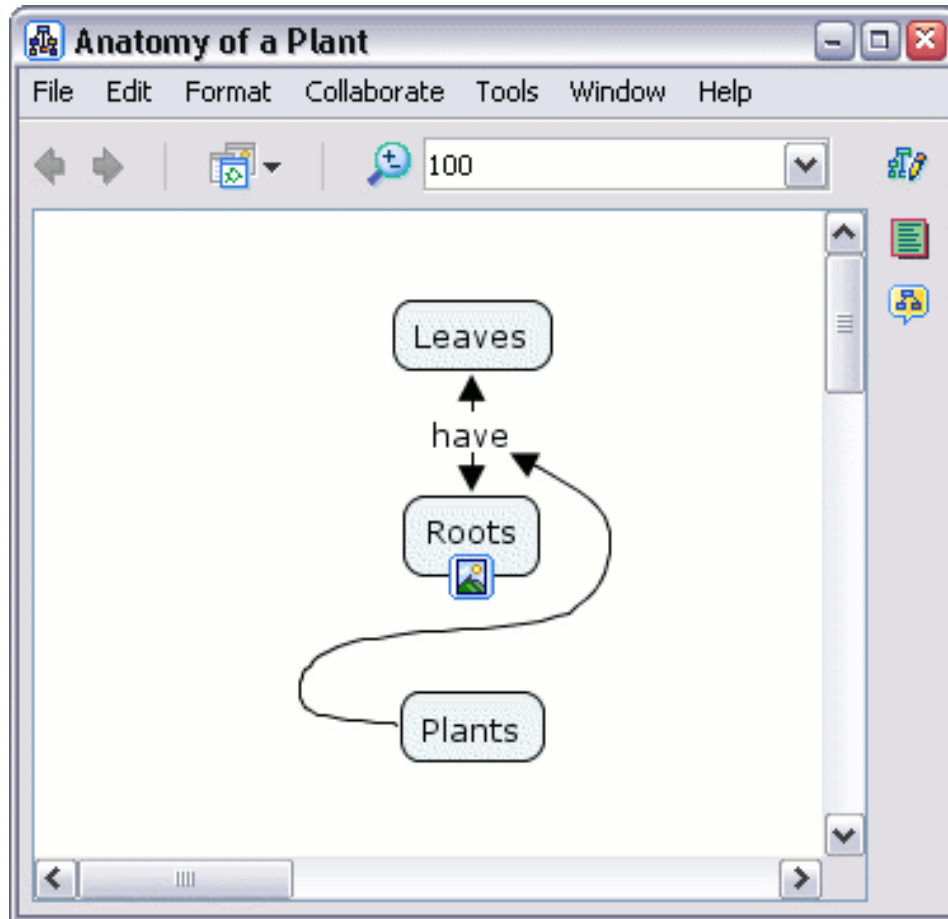 Anatomy of a Plant
File Edit Format Collaborate Tools Window Help
100
Leaves
have
Roots
Plants